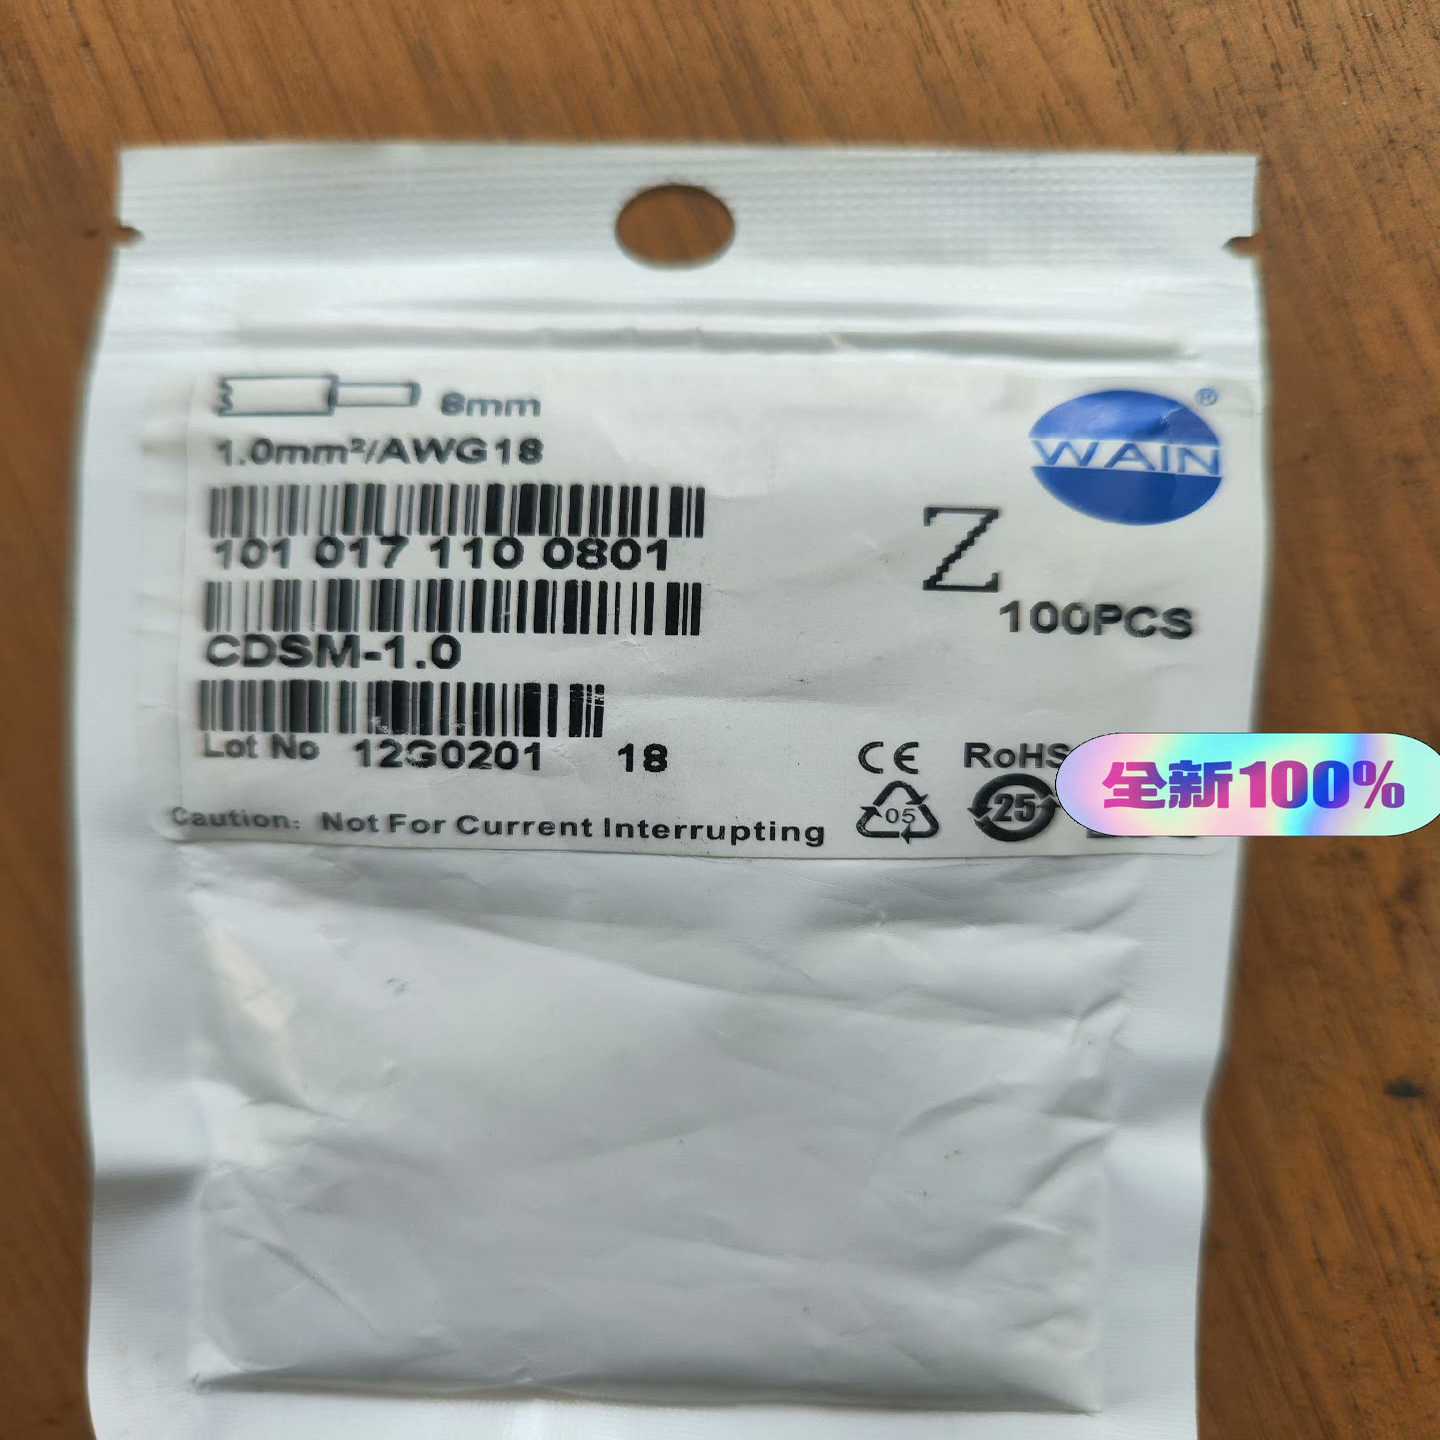 8mm
1.0mm²/AWG18
WAIN®
101 017 110 0801
Z
100PCS
CDSM-1.0
Lot No 12G0201 18
CE RoHS
全新100%
05
25
Caution: Not For Current Interrupting